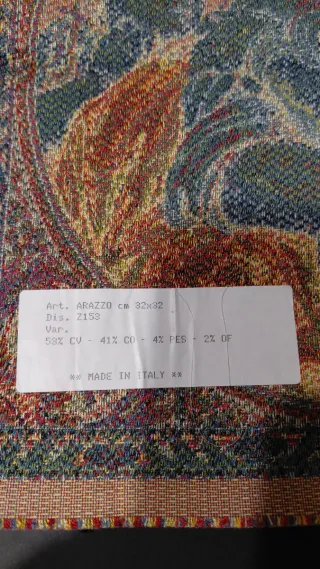 Art. ARAZZO cm 32x32
Dis. Z153
Var.
53% CV - 41% CO - 4% PES - 2% OF
** MADE IN ITALY **